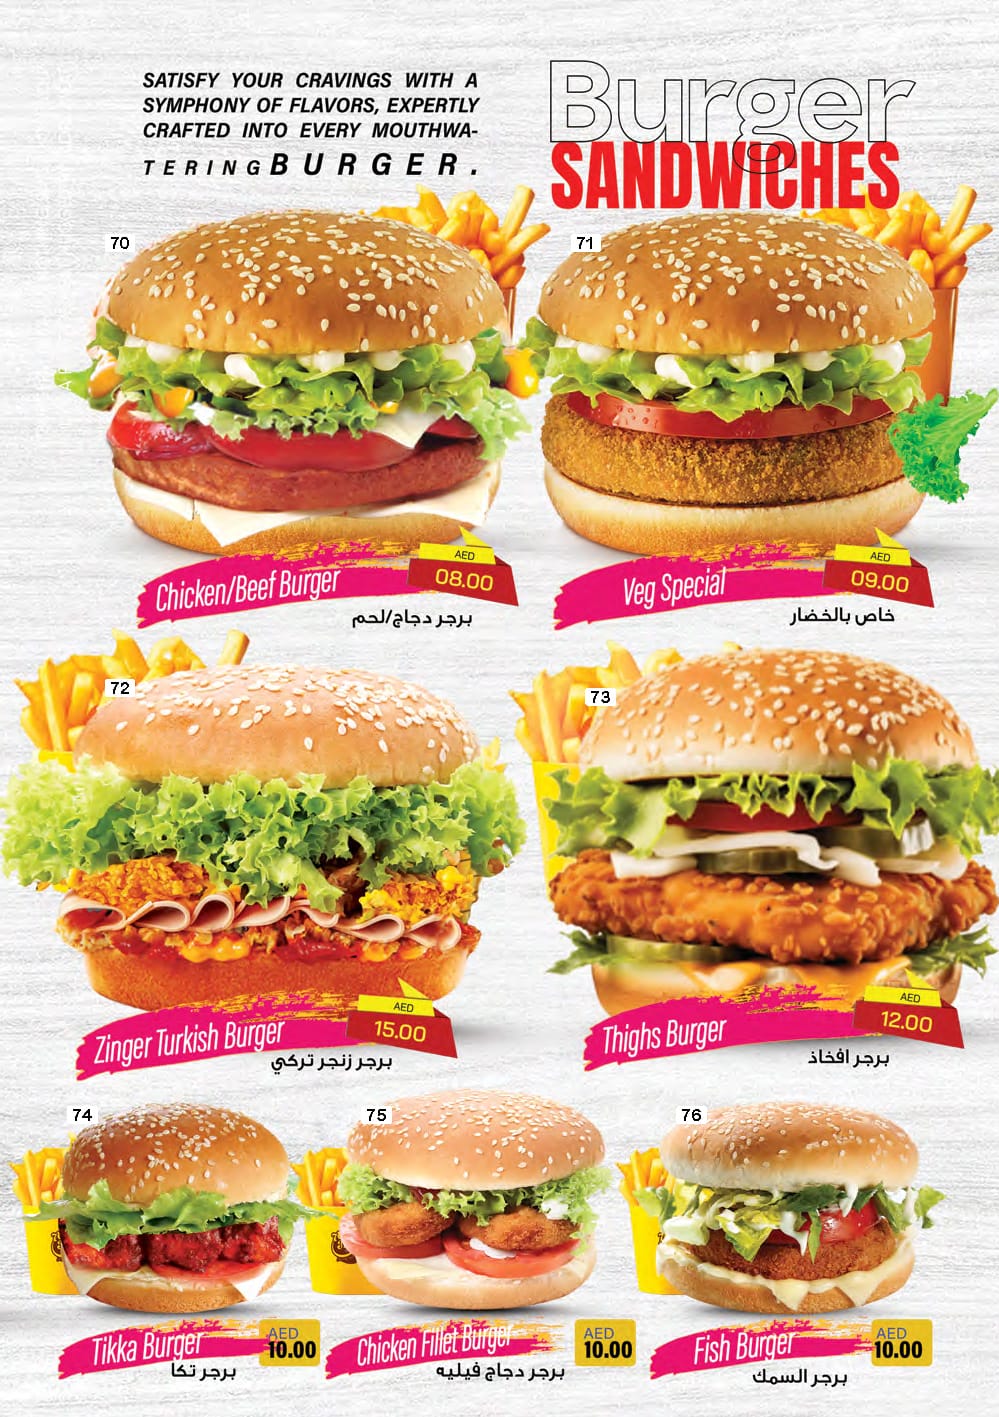 SATISFY YOUR CRAVINGS WITH A
SYMPHONY OF FLAVORS, EXPERTLY
CRAFTED INTO EVERY MOUTHWA-
TERING BURGER.
Burger
SANDWICHES
70
AED
08.00
Chicken/Beef Burger
برجر دجاج/لحم
71
AED
09.00
Veg Special
خاص بالخضار
72
AED
15.00
Zinger Turkish Burger
برجر زنجر تركي
73
AED
12.00
Thighs Burger
برجر افخاذ
74
Tikka Burger
AED
10.00
برجر تكا
75
Chicken Fillet Burger
AED
10.00
برجر دجاج فيليه
76
Fish Burger
AED
10.00
برجر السمك